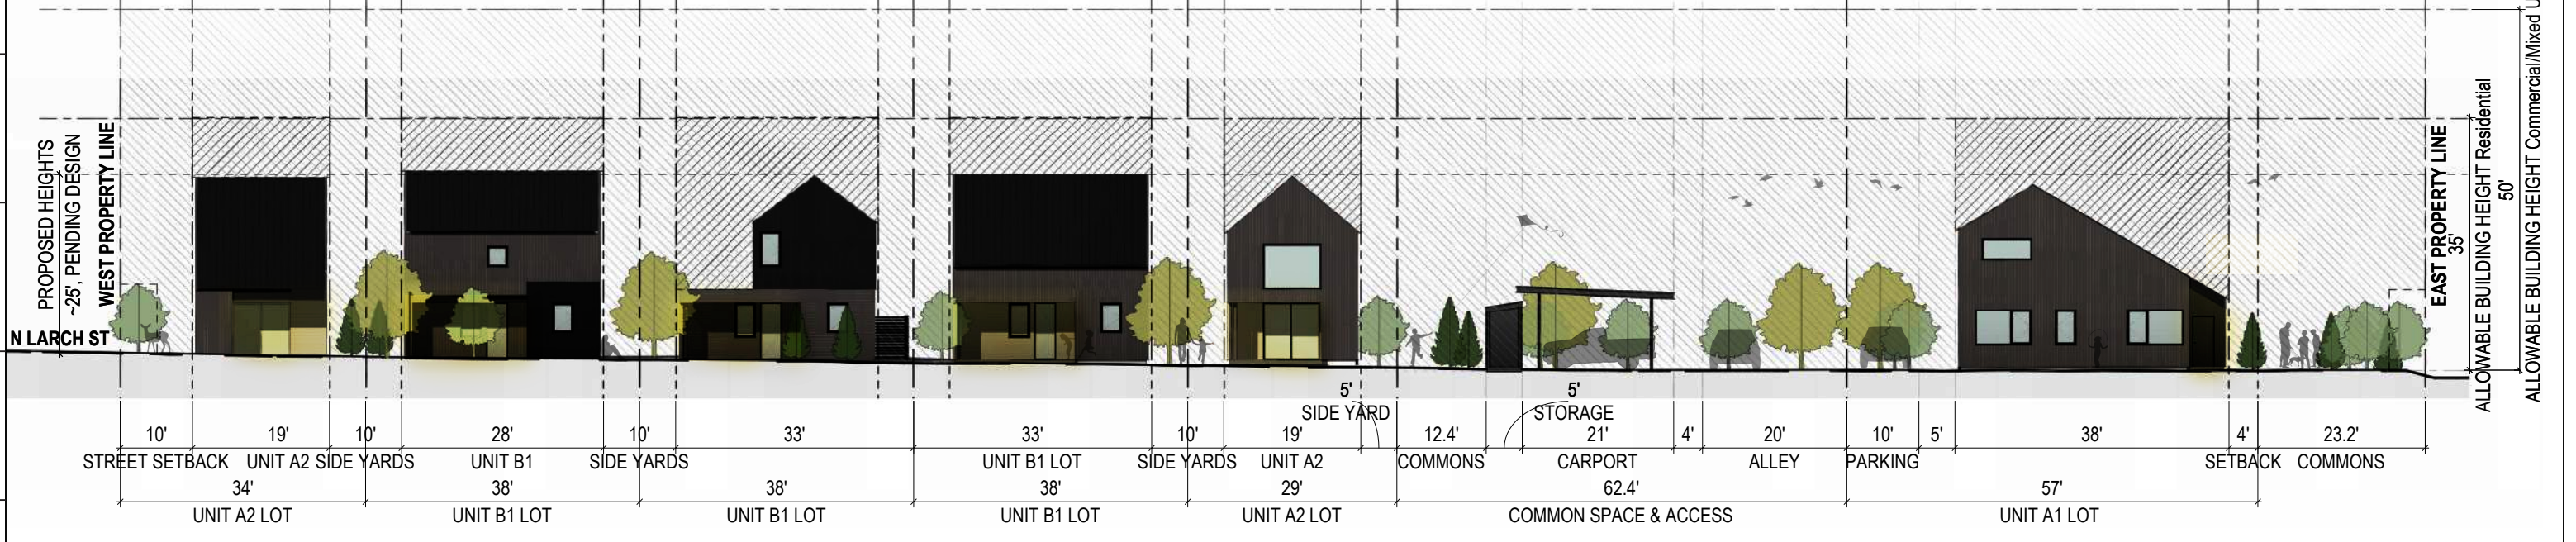 PROPOSED HEIGHTS
~25', PENDING DESIGN
WEST PROPERTY LINE
N LARCH ST
EAST PROPERTY LINE
35'
ALLOWABLE BUILDING HEIGHT Residential
50'
ALLOWABLE BUILDING HEIGHT Commercial/Mixed
5'
5'
SIDE YARD
STORAGE
10' 19' 10' 28' 10' 33' 33' 10' 19' 12.4' 21' 4' 20' 10' 5' 38' 4' 23.2'
STREET SETBACK UNIT A2 SIDE YARDS UNIT B1 SIDE YARDS UNIT B1 LOT SIDE YARDS UNIT A2 COMMONS CARPORT ALLEY PARKING SETBACK COMMONS
34' 38' 38' 38' 29' 62.4' 57'
UNIT A2 LOT UNIT B1 LOT UNIT B1 LOT UNIT B1 LOT UNIT A2 LOT COMMON SPACE & ACCESS UNIT A1 LOT